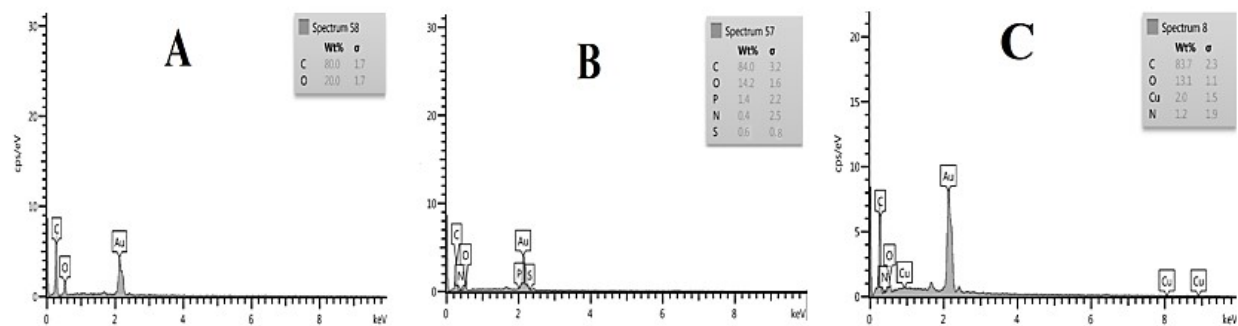 A
Spectrum 58
Wt% σ
C 80.0 1.7
O 20.0 1.7
30
20
10
0
cps/eV
C
O
Au
0 2 4 6 8 keV
B
Spectrum 57
Wt% σ
C 84.0 3.2
O 14.2 1.6
P 1.4 2.2
N 0.4 2.5
S 0.6 0.8
30
20
10
0
cps/eV
C
N
O
P
Au
S
0 2 4 6 8 keV
C
Spectrum 8
Wt% σ
C 83.7 2.3
O 13.1 1.1
Cu 2.0 1.5
N 1.2 1.9
20
15
10
5
0
cps/eV
C
N
O
Cu
Au
Cu
Cu
0 2 4 6 8 keV